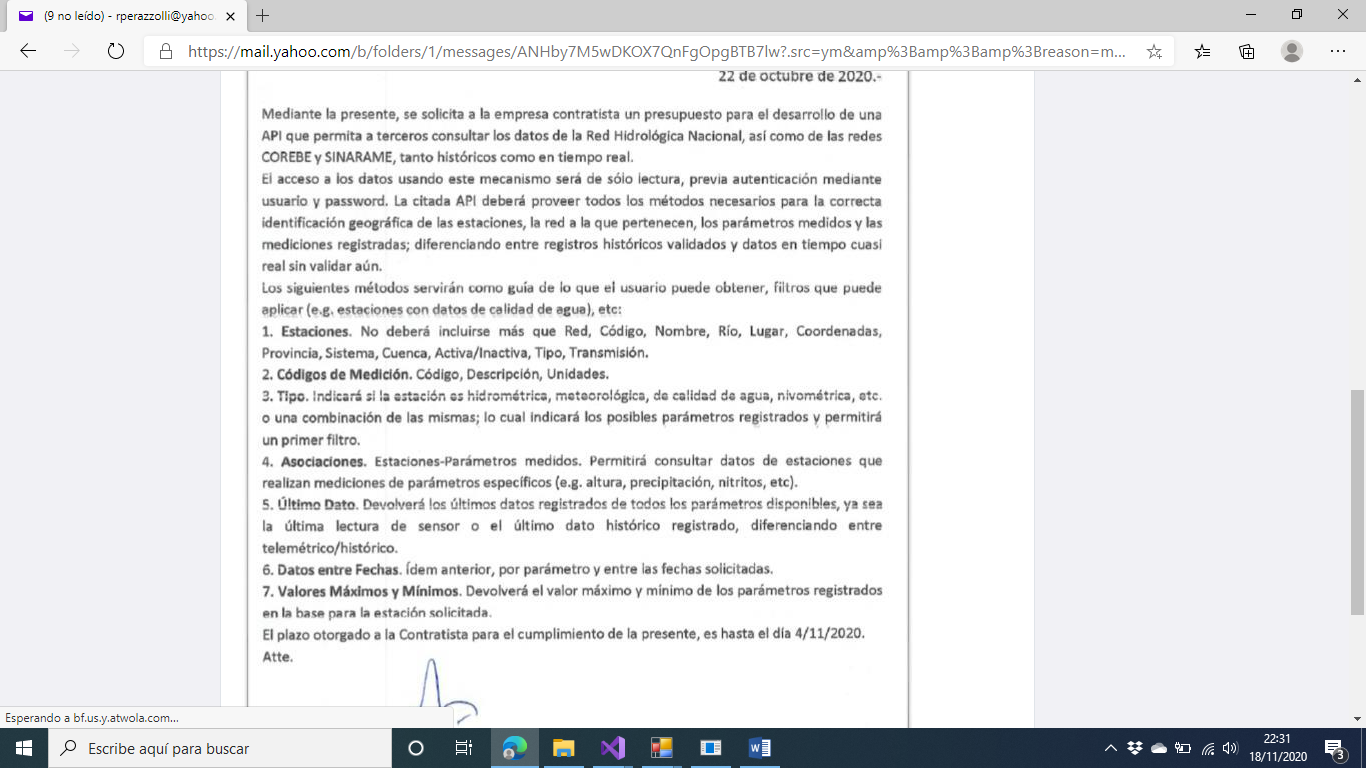 (9 no leído) - rperazzolli@yahoo.
https://mail.yahoo.com/b/folders/1/messages/ANHby7M5wDKOX7QnFgOpgBTB7lw?.src=ym&amp%3Bamp%3Bamp%3Breason=m...
22 de octubre de 2020.-
Mediante la presente, se solicita a la empresa contratista un presupuesto para el desarrollo de una
API que permita a terceros consultar los datos de la Red Hidrológica Nacional, así como de las redes
COREBE y SINARAME, tanto históricos como en tiempo real.
El acceso a los datos usando este mecanismo será de sólo lectura, previa autenticación mediante
usuario y password. La citada API deberá proveer todos los métodos necesarios para la correcta
identificación geográfica de las estaciones, la red a la que pertenecen, los parámetros medidos y las
mediciones registradas; diferenciando entre registros históricos validados y datos en tiempo cuasi
real sin validar aún.
Los siguientes métodos servirán como guía de lo que el usuario puede obtener, filtros que puede
aplicar (e.g. estaciones con datos de calidad de agua), etc:
1. Estaciones. No deberá incluirse más que Red, Código, Nombre, Río, Lugar, Coordenadas,
Provincia, Sistema, Cuenca, Activa/Inactiva, Tipo, Transmisión.
2. Códigos de Medición. Código, Descripción, Unidades.
3. Tipo. Indicará si la estación es hidrométrica, meteorológica, de calidad de agua, nivométrica, etc.
o una combinación de las mismas; lo cual indicará los posibles parámetros registrados y permitirá
un primer filtro.
4. Asociaciones. Estaciones-Parámetros medidos. Permitirá consultar datos de estaciones que
realizan mediciones de parámetros específicos (e.g. altura, precipitación, nitritos, etc).
5. Último Dato. Devolverá los últimos datos registrados de todos los parámetros disponibles, ya sea
la última lectura de sensor o el último dato histórico registrado, diferenciando entre
telemétrico/histórico.
6. Datos entre Fechas. Ídem anterior, por parámetro y entre las fechas solicitadas.
7. Valores Máximos y Mínimos. Devolverá el valor máximo y mínimo de los parámetros registrados
en la base para la estación solicitada.
El plazo otorgado a la Contratista para el cumplimiento de la presente, es hasta el día 4/11/2020.
Atte.
Esperando a bf.us.y.atwola.com...
Escribe aquí para buscar
22:31
18/11/2020
3